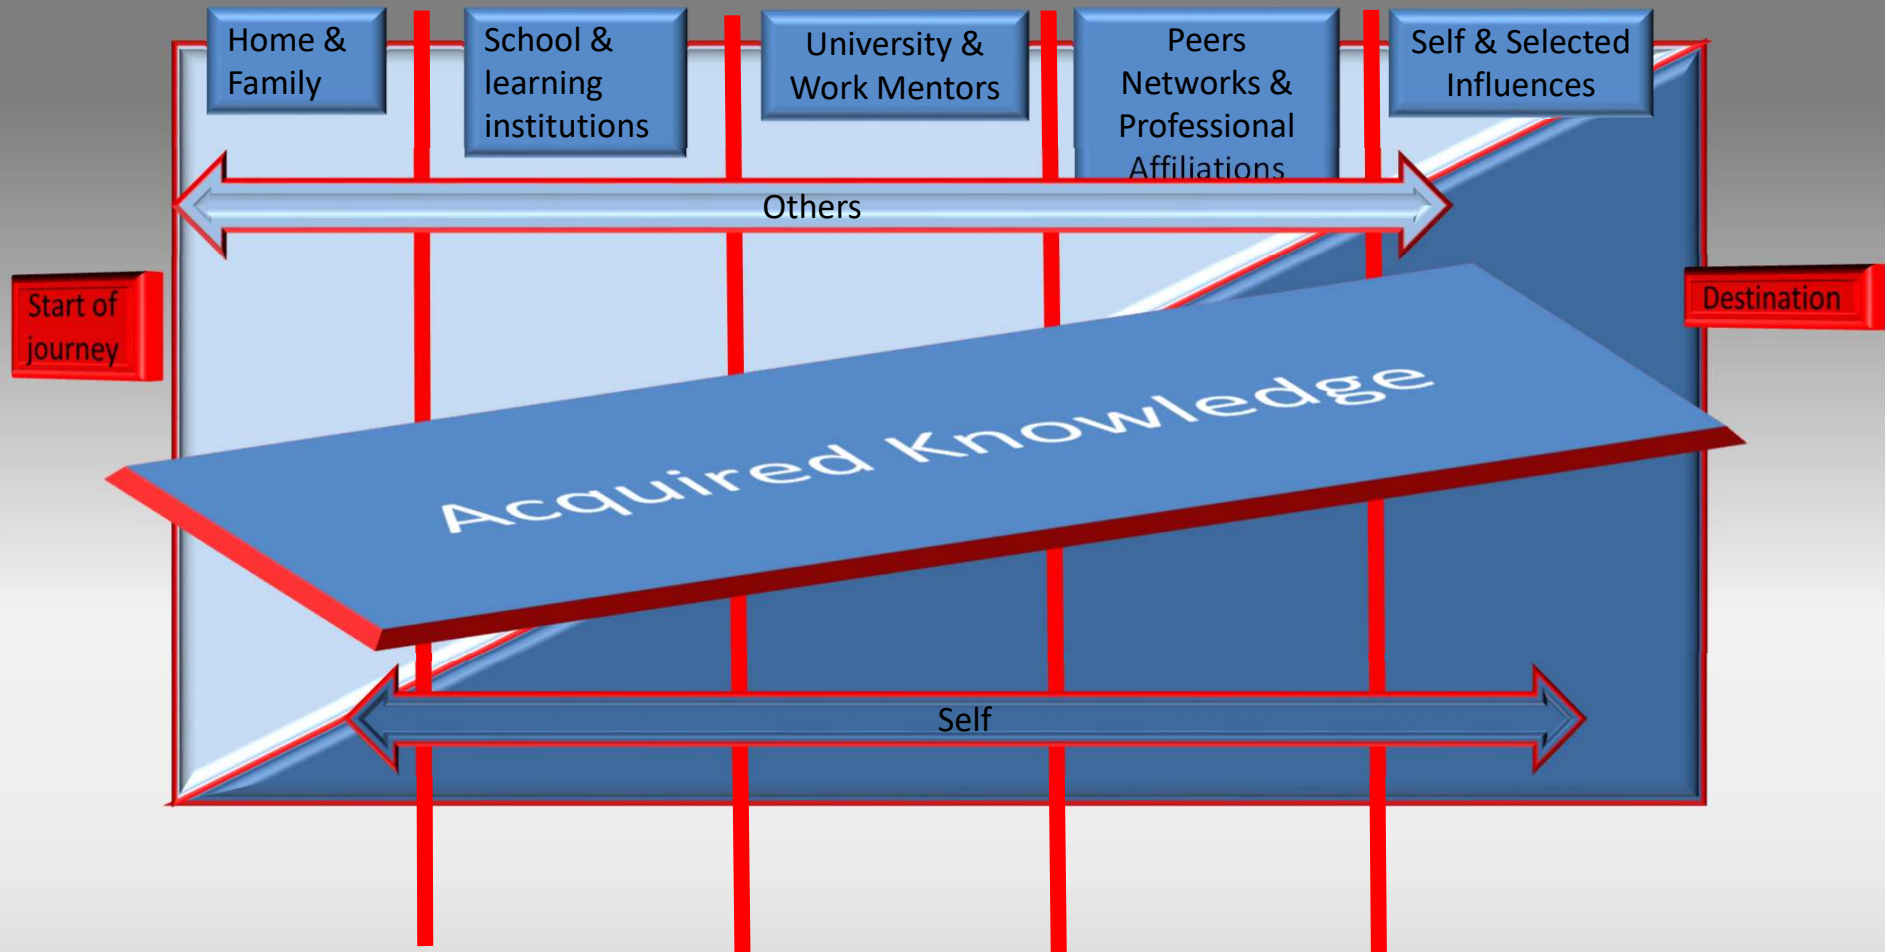 Home &
Family
School &
learning
institutions
University &
Work Mentors
Peers
Networks &
Professional
Affiliations
Self & Selected
Influences
Others
Start of
journey
Destination
Acquired Knowledge
Self